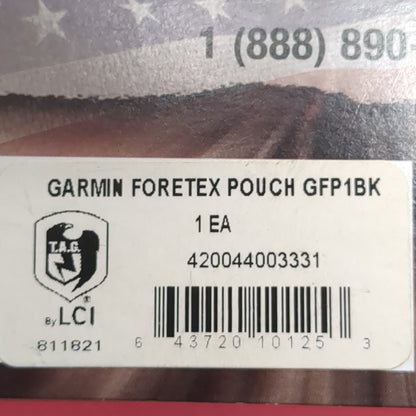 1 (888) 890
GARMIN FORETEX POUCH GFP1BK
1 EA
420044003331
T.A.G.
®
By LCI
811821
6 43720 10125 3